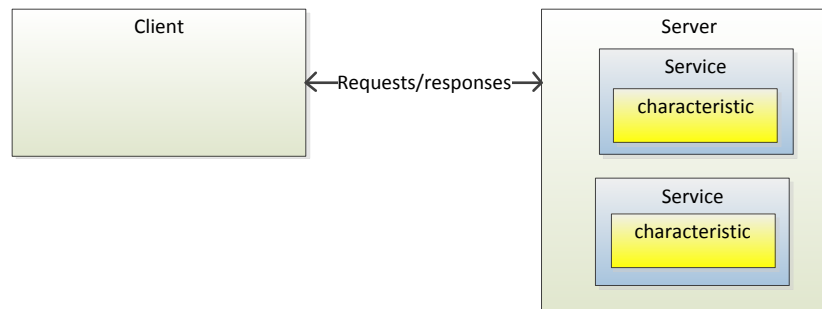 Client
Requests/responses
Server
Service
characteristic
Service
characteristic